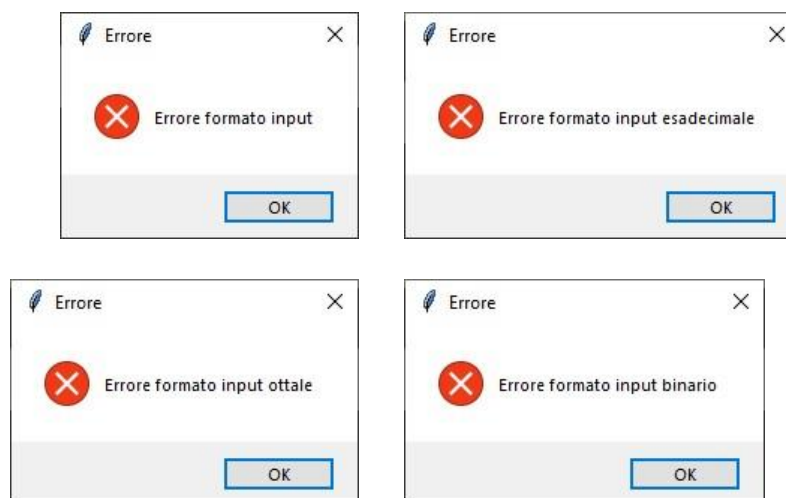 Errore
Errore formato input
OK
Errore
Errore formato input esadecimale
OK
Errore
Errore formato input ottale
OK
Errore
Errore formato input binario
OK